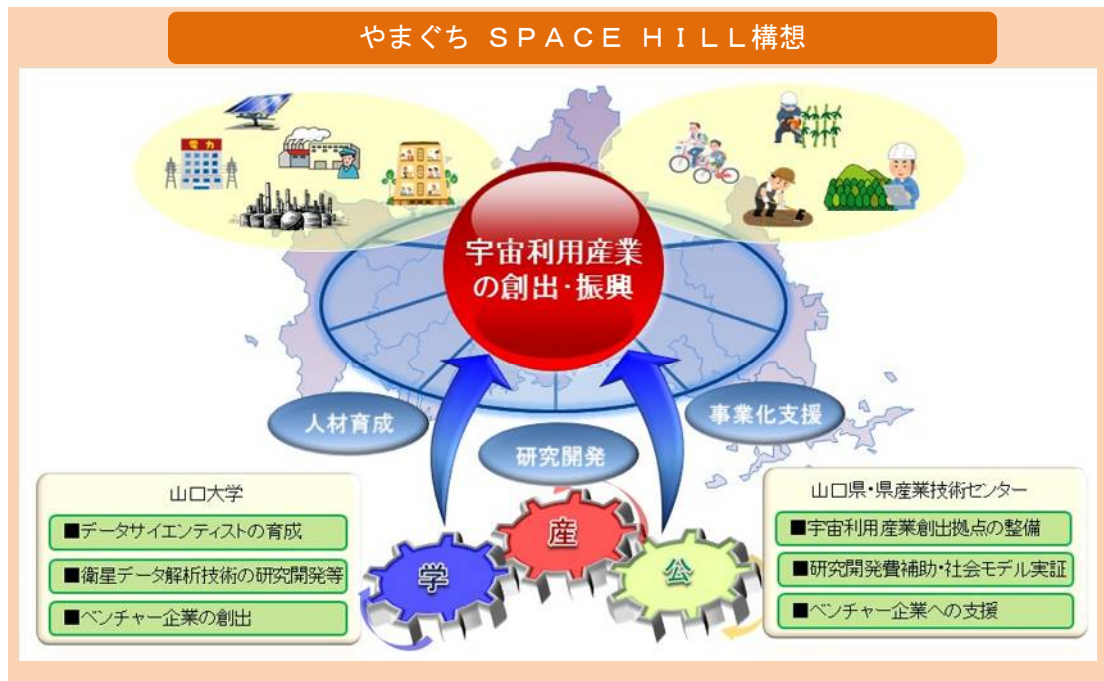 やまぐち ＳＰＡＣＥ ＨＩＬＬ構想
電力
宇宙利用産業
の創出・振興
人材育成
研究開発
事業化支援
山口大学
■データサイエンティストの育成
■衛星データ解析技術の研究開発等
■ベンチャー企業の創出
学
産
公
山口県・県産業技術センター
■宇宙利用産業創出拠点の整備
■研究開発費補助・社会モデル実証
■ベンチャー企業への支援